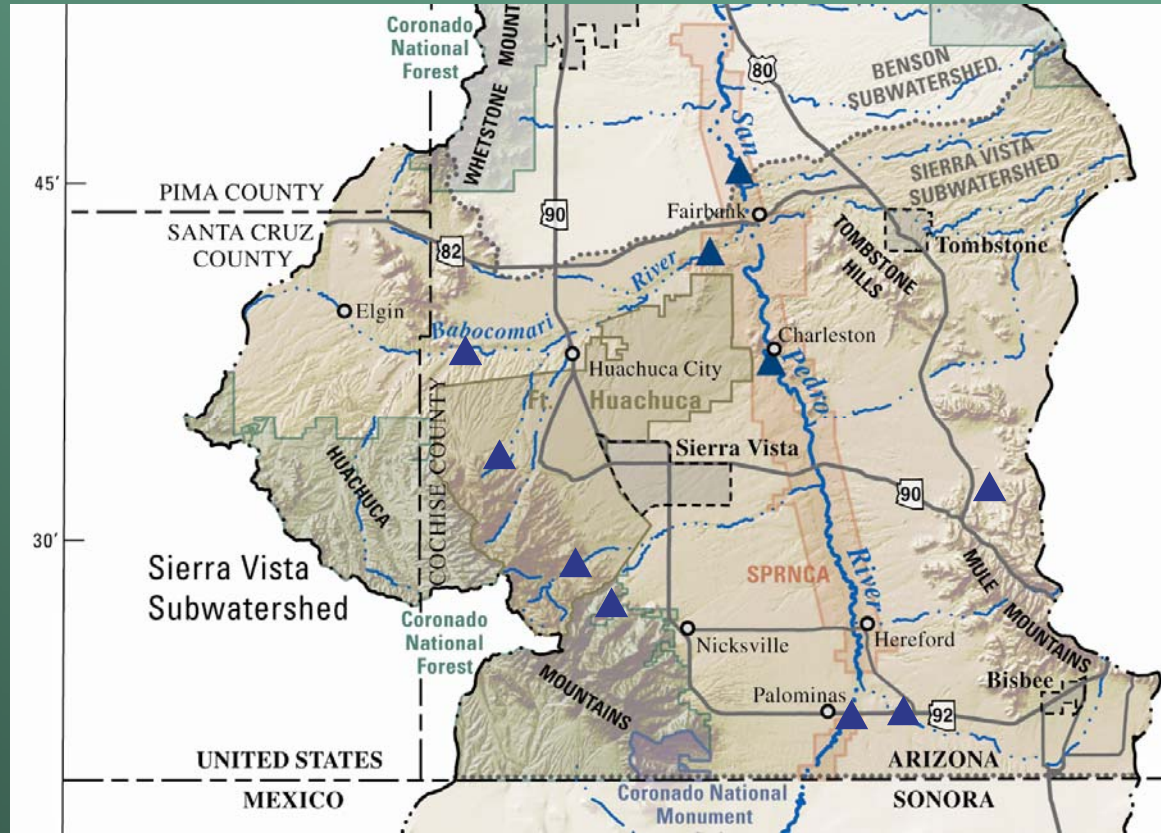 Coronado
National
Forest
WHETSTONE MOUNT
80
BENSON
SUBWATERSHED
San
SIERRA VISTA
SUBWATERSHED
45′
PIMA COUNTY
SANTA CRUZ
COUNTY
90
Fairbank
82
Tombstone
TOMBSTONE
HILLS
River
Elgin
Babocomari
Charleston
Huachuca City
Pedro
Ft. Huachuca
COCHISE COUNTY
Sierra Vista
HUACHUCA
90
30′
Sierra Vista
Subwatershed
SPRNCA
River
MULE MOUNTAINS
Coronado
National
Forest
Nicksville
Hereford
MOUNTAINS
Palominas
Bisbee
92
UNITED STATES
ARIZONA
MEXICO
SONORA
Coronado National
Monument